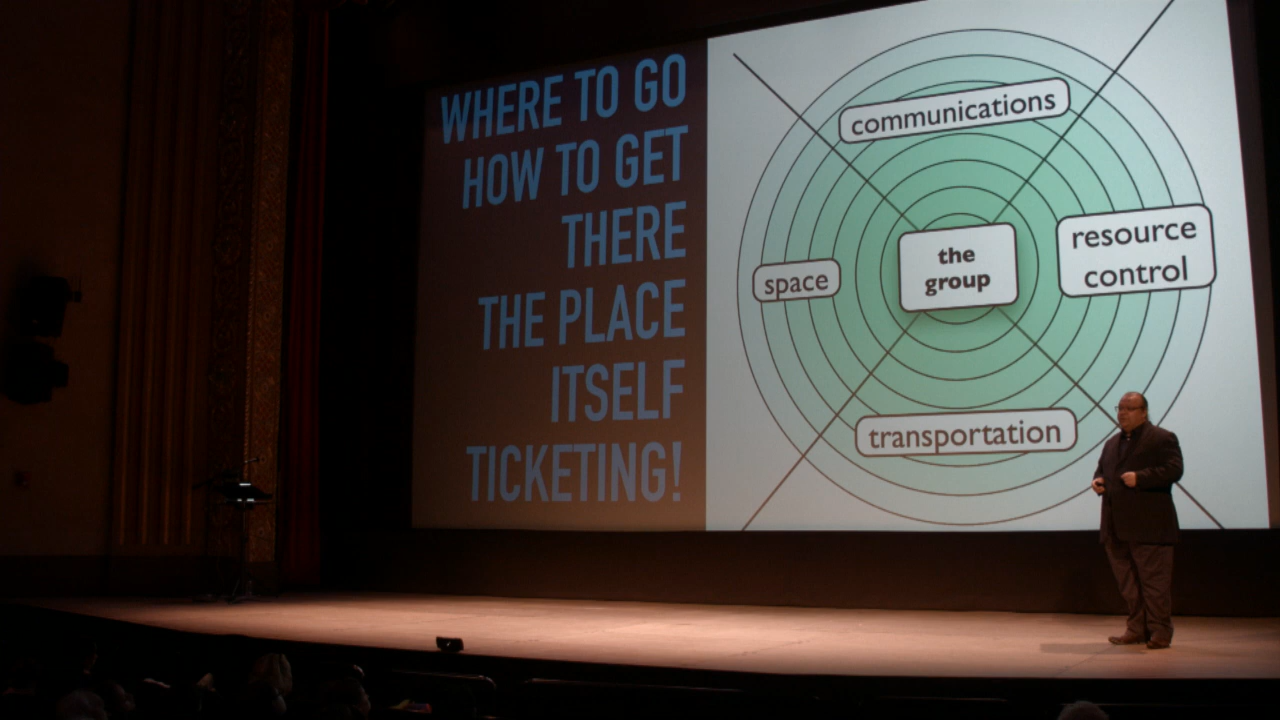 WHERE TO GO
HOW TO GET
THERE
THE PLACE
ITSELF
TICKETING!
communications
space
the
group
resource
control
transportation